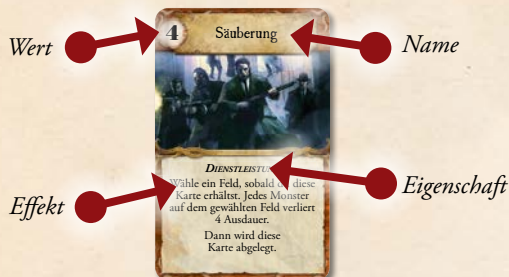 4 Säuberung
Wert
Name
DIENSTLEISTU
Wähle ein Feld, sobald diese
Karte erhältst. Jedes Monster
auf dem gewählten Feld verliert
4 Ausdauer.
Dann wird diese
Karte abgelegt.
Effekt
Eigenschaft